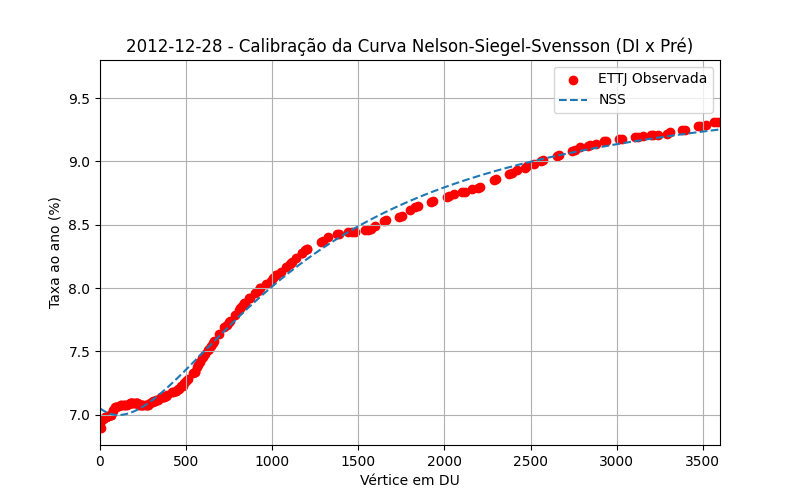 2012-12-28 - Calibração da Curva Nelson-Siegel-Svensson (DI x Pré)
ETTJ Observada
NSS
9.5
9.0
8.5
8.0
7.5
7.0
Taxa ao ano (%)
0 500 1000 1500 2000 2500 3000 3500
Vértice em DU